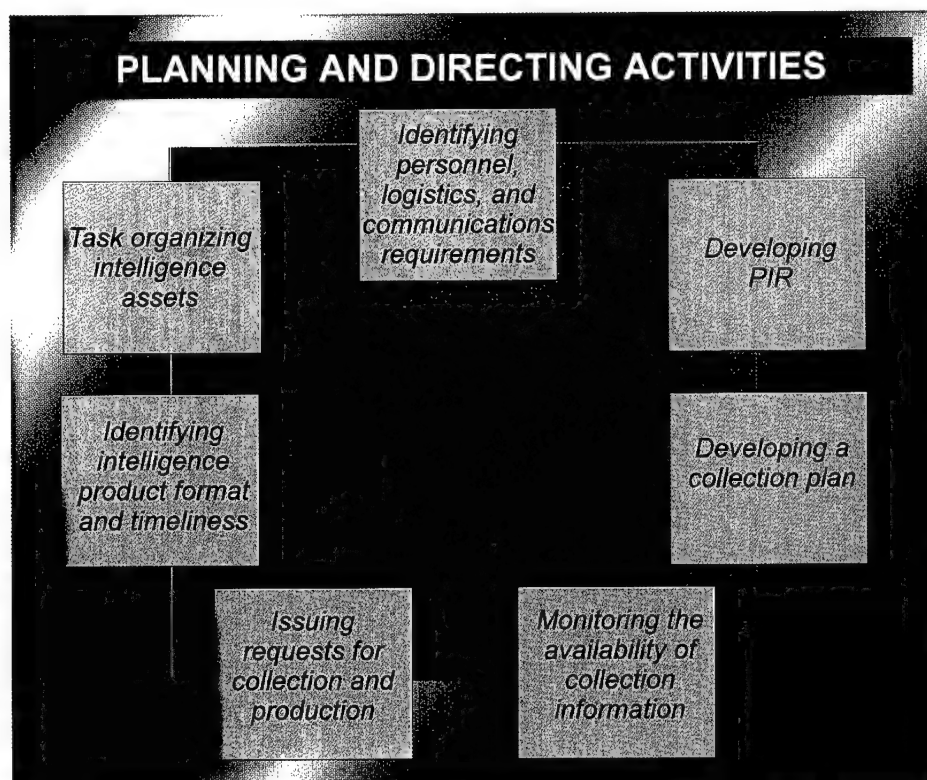 PLANNING AND DIRECTING ACTIVITIES
Identifying
personnel,
logistics, and
communications
requirements
Task organizing
intelligence
assets
Developing
PIR
Identifying
intelligence
product format
and timeliness
Developing a
collection plan
Issuing
requests for
collection and
production
Monitoring the
availability of
collection
information